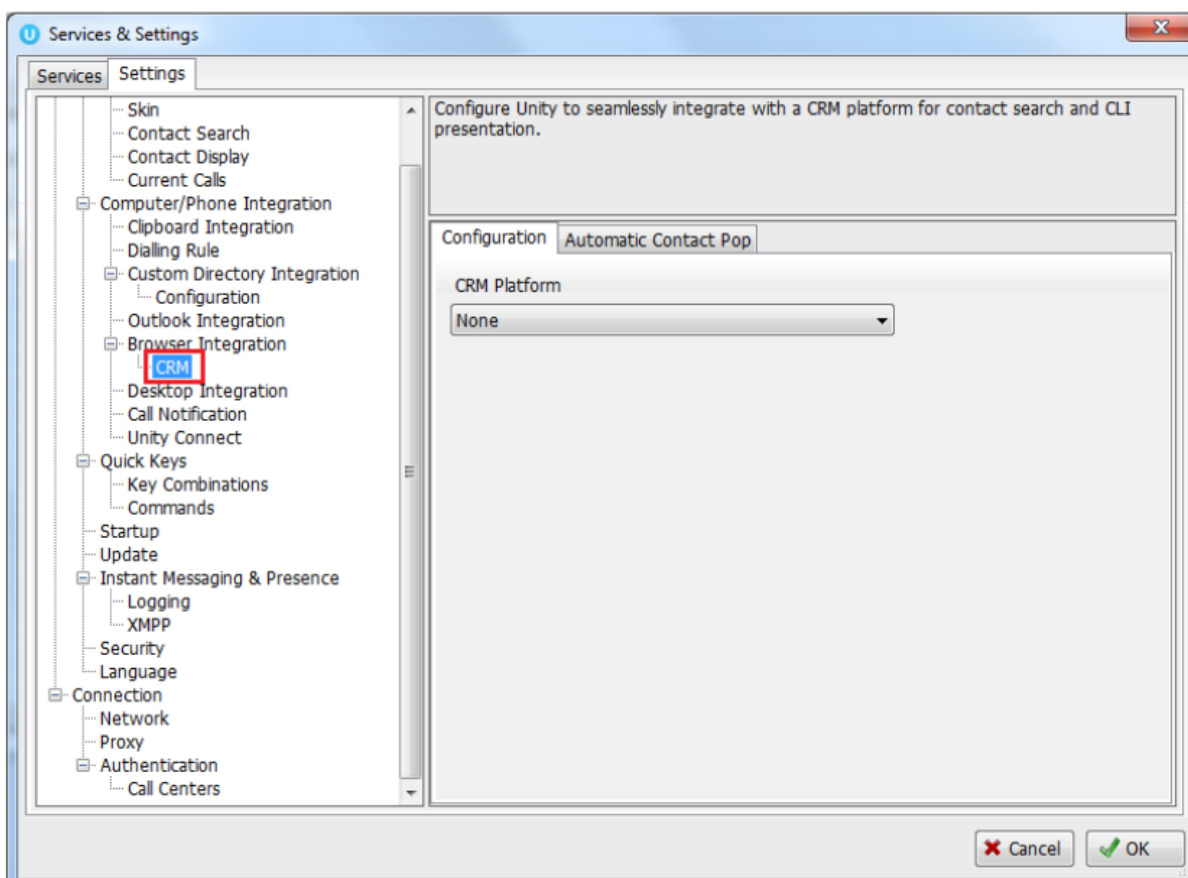 Services & Settings
Services
Settings
Skin
Contact Search
Contact Display
Current Calls
Computer/Phone Integration
Clipboard Integration
Dialling Rule
Custom Directory Integration
Configuration
Outlook Integration
Browser Integration
CRM
Desktop Integration
Call Notification
Unity Connect
Quick Keys
Key Combinations
Commands
Startup
Update
Instant Messaging & Presence
Logging
XMPP
Security
Language
Connection
Network
Proxy
Authentication
Call Centers
Configure Unity to seamlessly integrate with a CRM platform for contact search and CLI
presentation.
Configuration
Automatic Contact Pop
CRM Platform
None
Cancel
OK